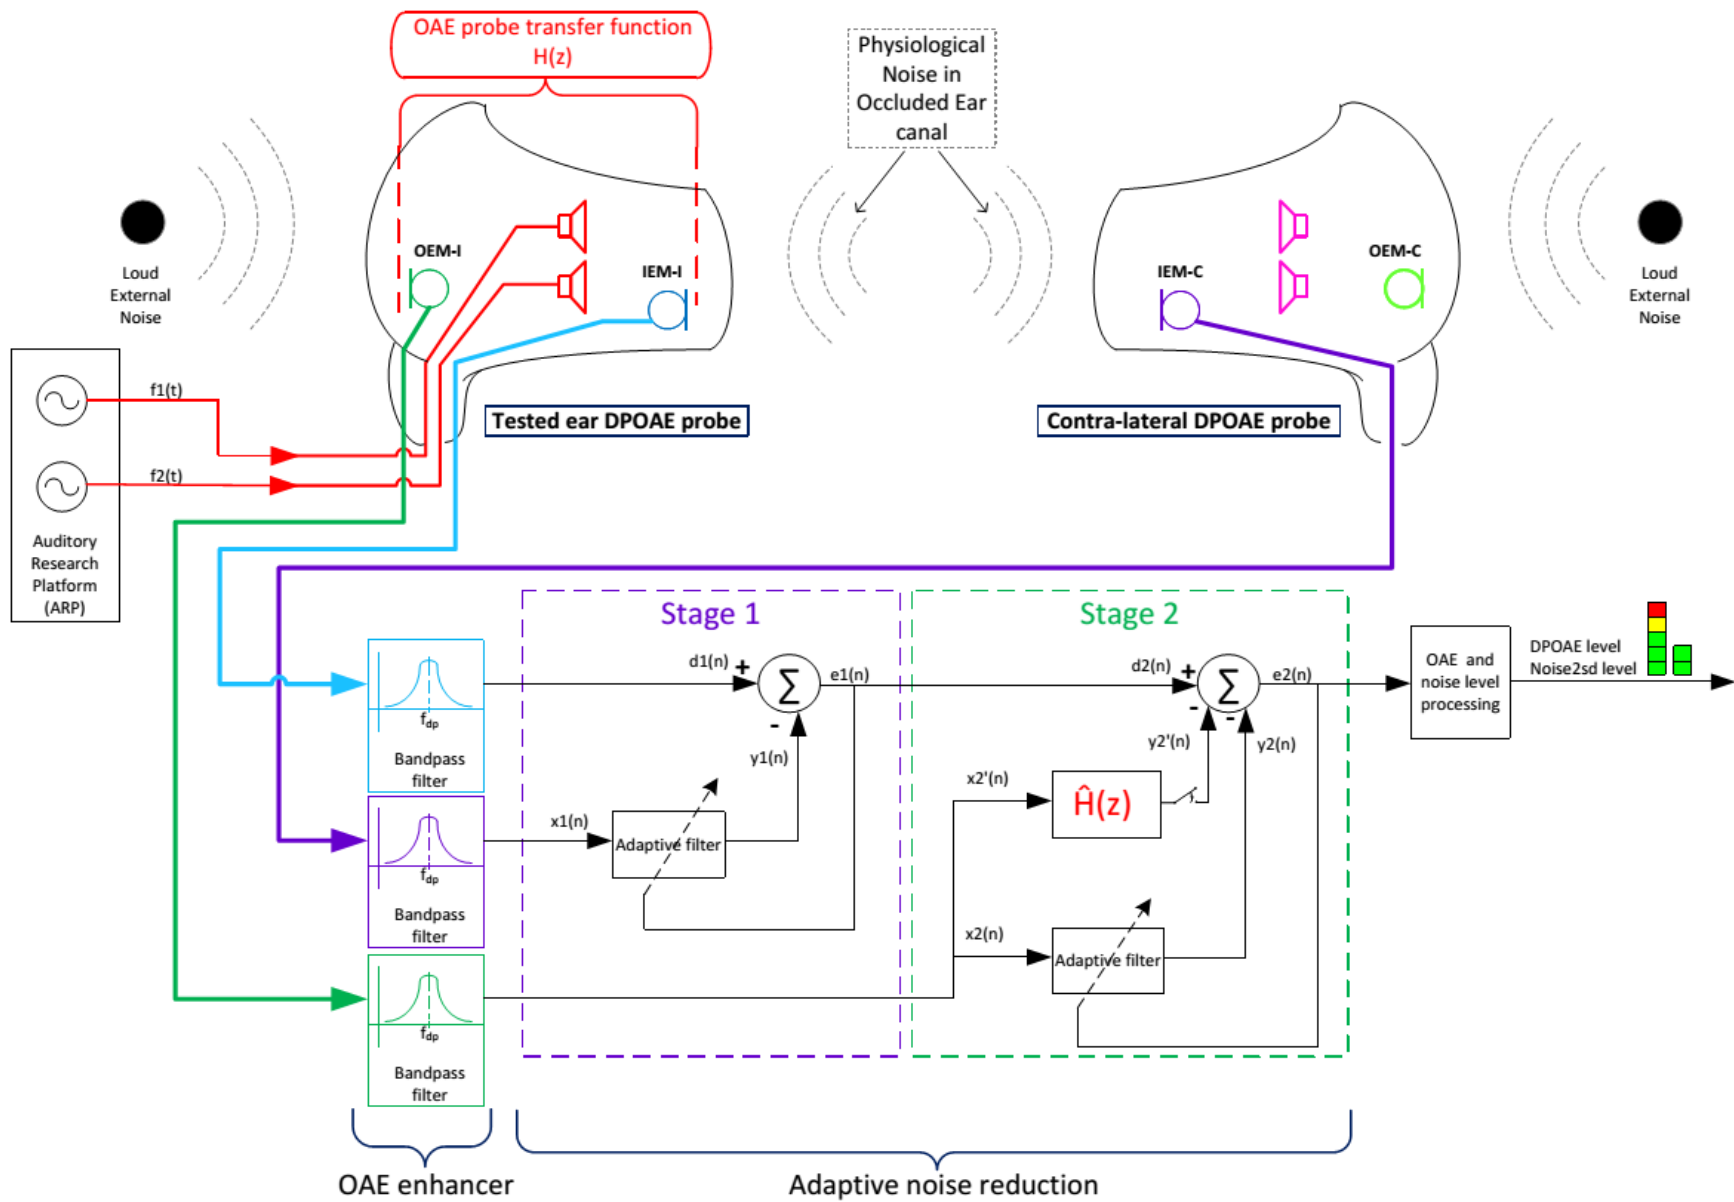 OAE probe transfer function
H(z)
Physiological
Noise in
Occluded Ear
canal
Loud
External
Noise
OEM-I
IEM-I
IEM-C
OEM-C
Loud
External
Noise
Tested ear DPOAE probe
Contra-lateral DPOAE probe
f1(t)
f2(t)
Auditory
Research
Platform
(ARP)
Stage 1
Stage 2
d1(n)
+
Σ
e1(n)
-
y1(n)
d2(n)
+
Σ
e2(n)
-
-
y2'(n)
y2(n)
OAE and
noise level
processing
DPOAE level
Noise2sd level
fdp
Bandpass
filter
x1(n)
Adaptive filter
x2'(n)
Ĥ(z)
fdp
Bandpass
filter
x2(n)
Adaptive filter
fdp
Bandpass
filter
OAE enhancer
Adaptive noise reduction